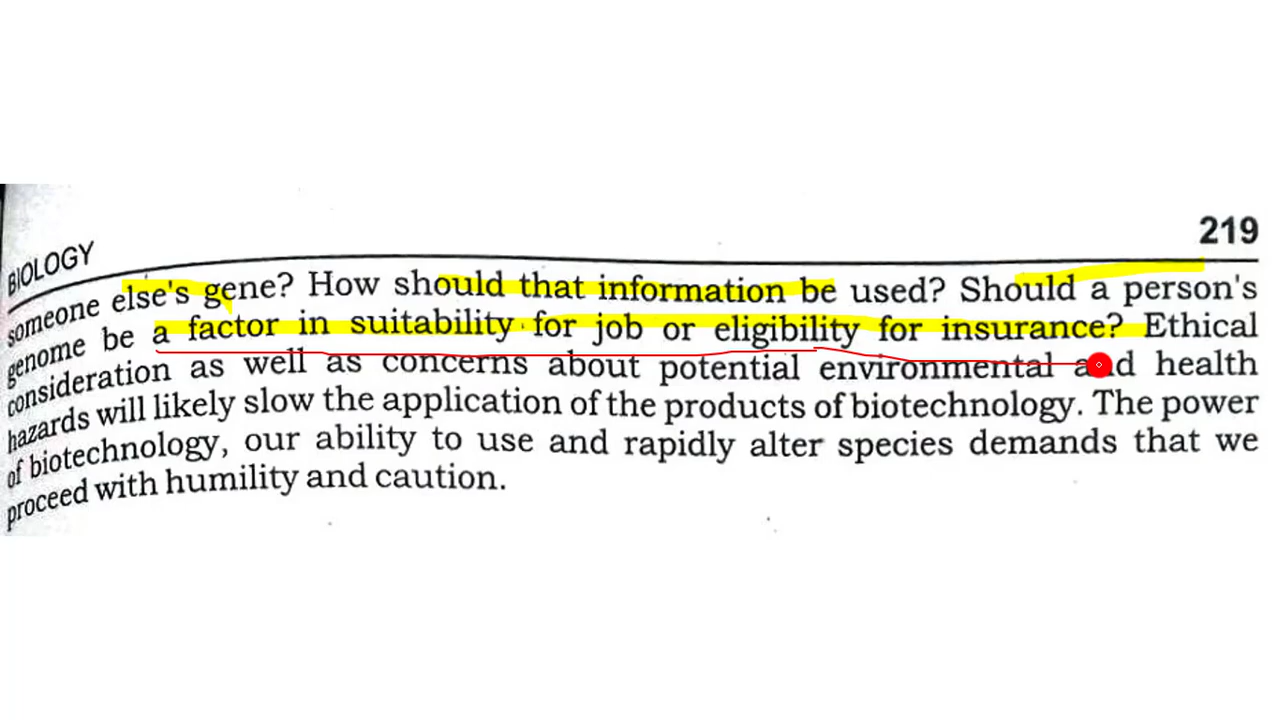 219
BIOLOGY
someone else's gene? How should that information be used? Should a person's
genome be a factor in suitability for job or eligibility for insurance? Ethical
consideration as well as concerns about potential environmental and health
hazards will likely slow the application of the products of biotechnology. The power
of biotechnology, our ability to use and rapidly alter species demands that we
proceed with humility and caution.